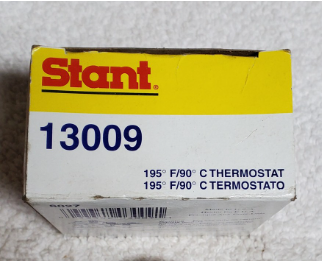 Stant
13009
195° F/90° C THERMOSTAT
195° F/90° C TERMOSTATO